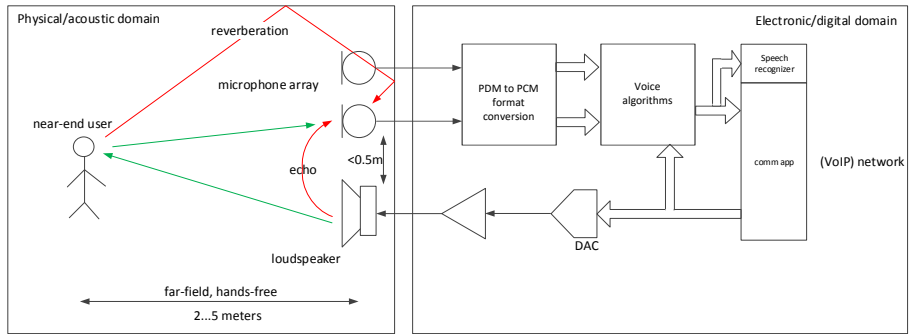 Physical/acoustic domain
Electronic/digital domain
reverberation
microphone array
near-end user
echo
<0.5m
loudspeaker
far-field, hands-free
2...5 meters
PDM to PCM
format
conversion
Voice
algorithms
Speech
recognizer
comm app
(VoIP) network
DAC